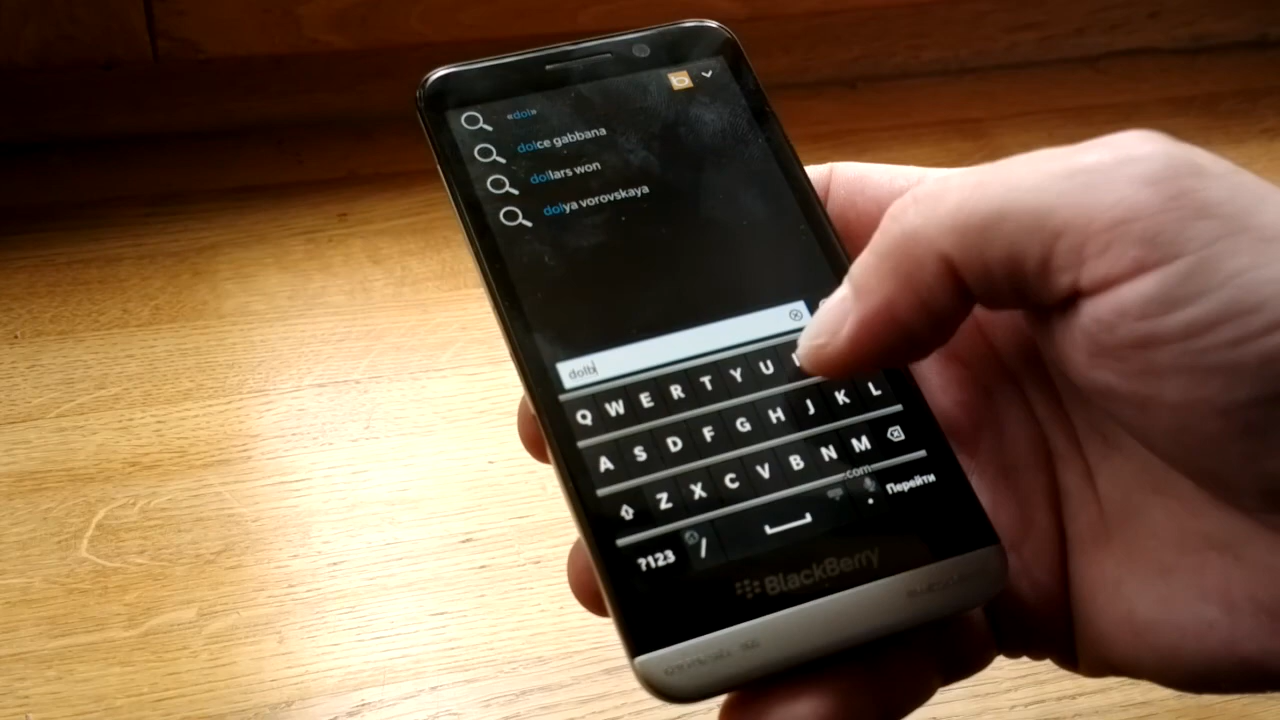 «dol»
dolce gabbana
dollars won
dolya vorovskaya
dolb
Q W E R T Y U I
A S D F G H J K L
Z X C V B N M
.com
?123 / . Перейти
BlackBerry